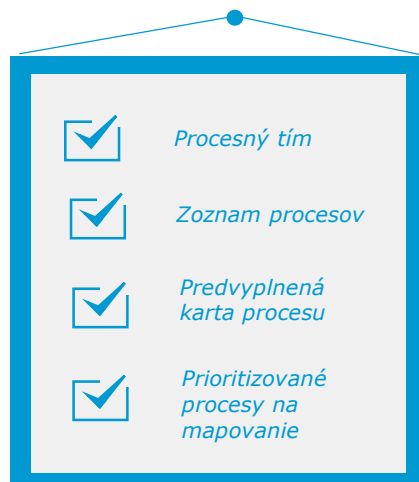 Procesný tím
Zoznam procesov
Predvyplnená
karta procesu
Prioritizované
procesy na
mapovanie